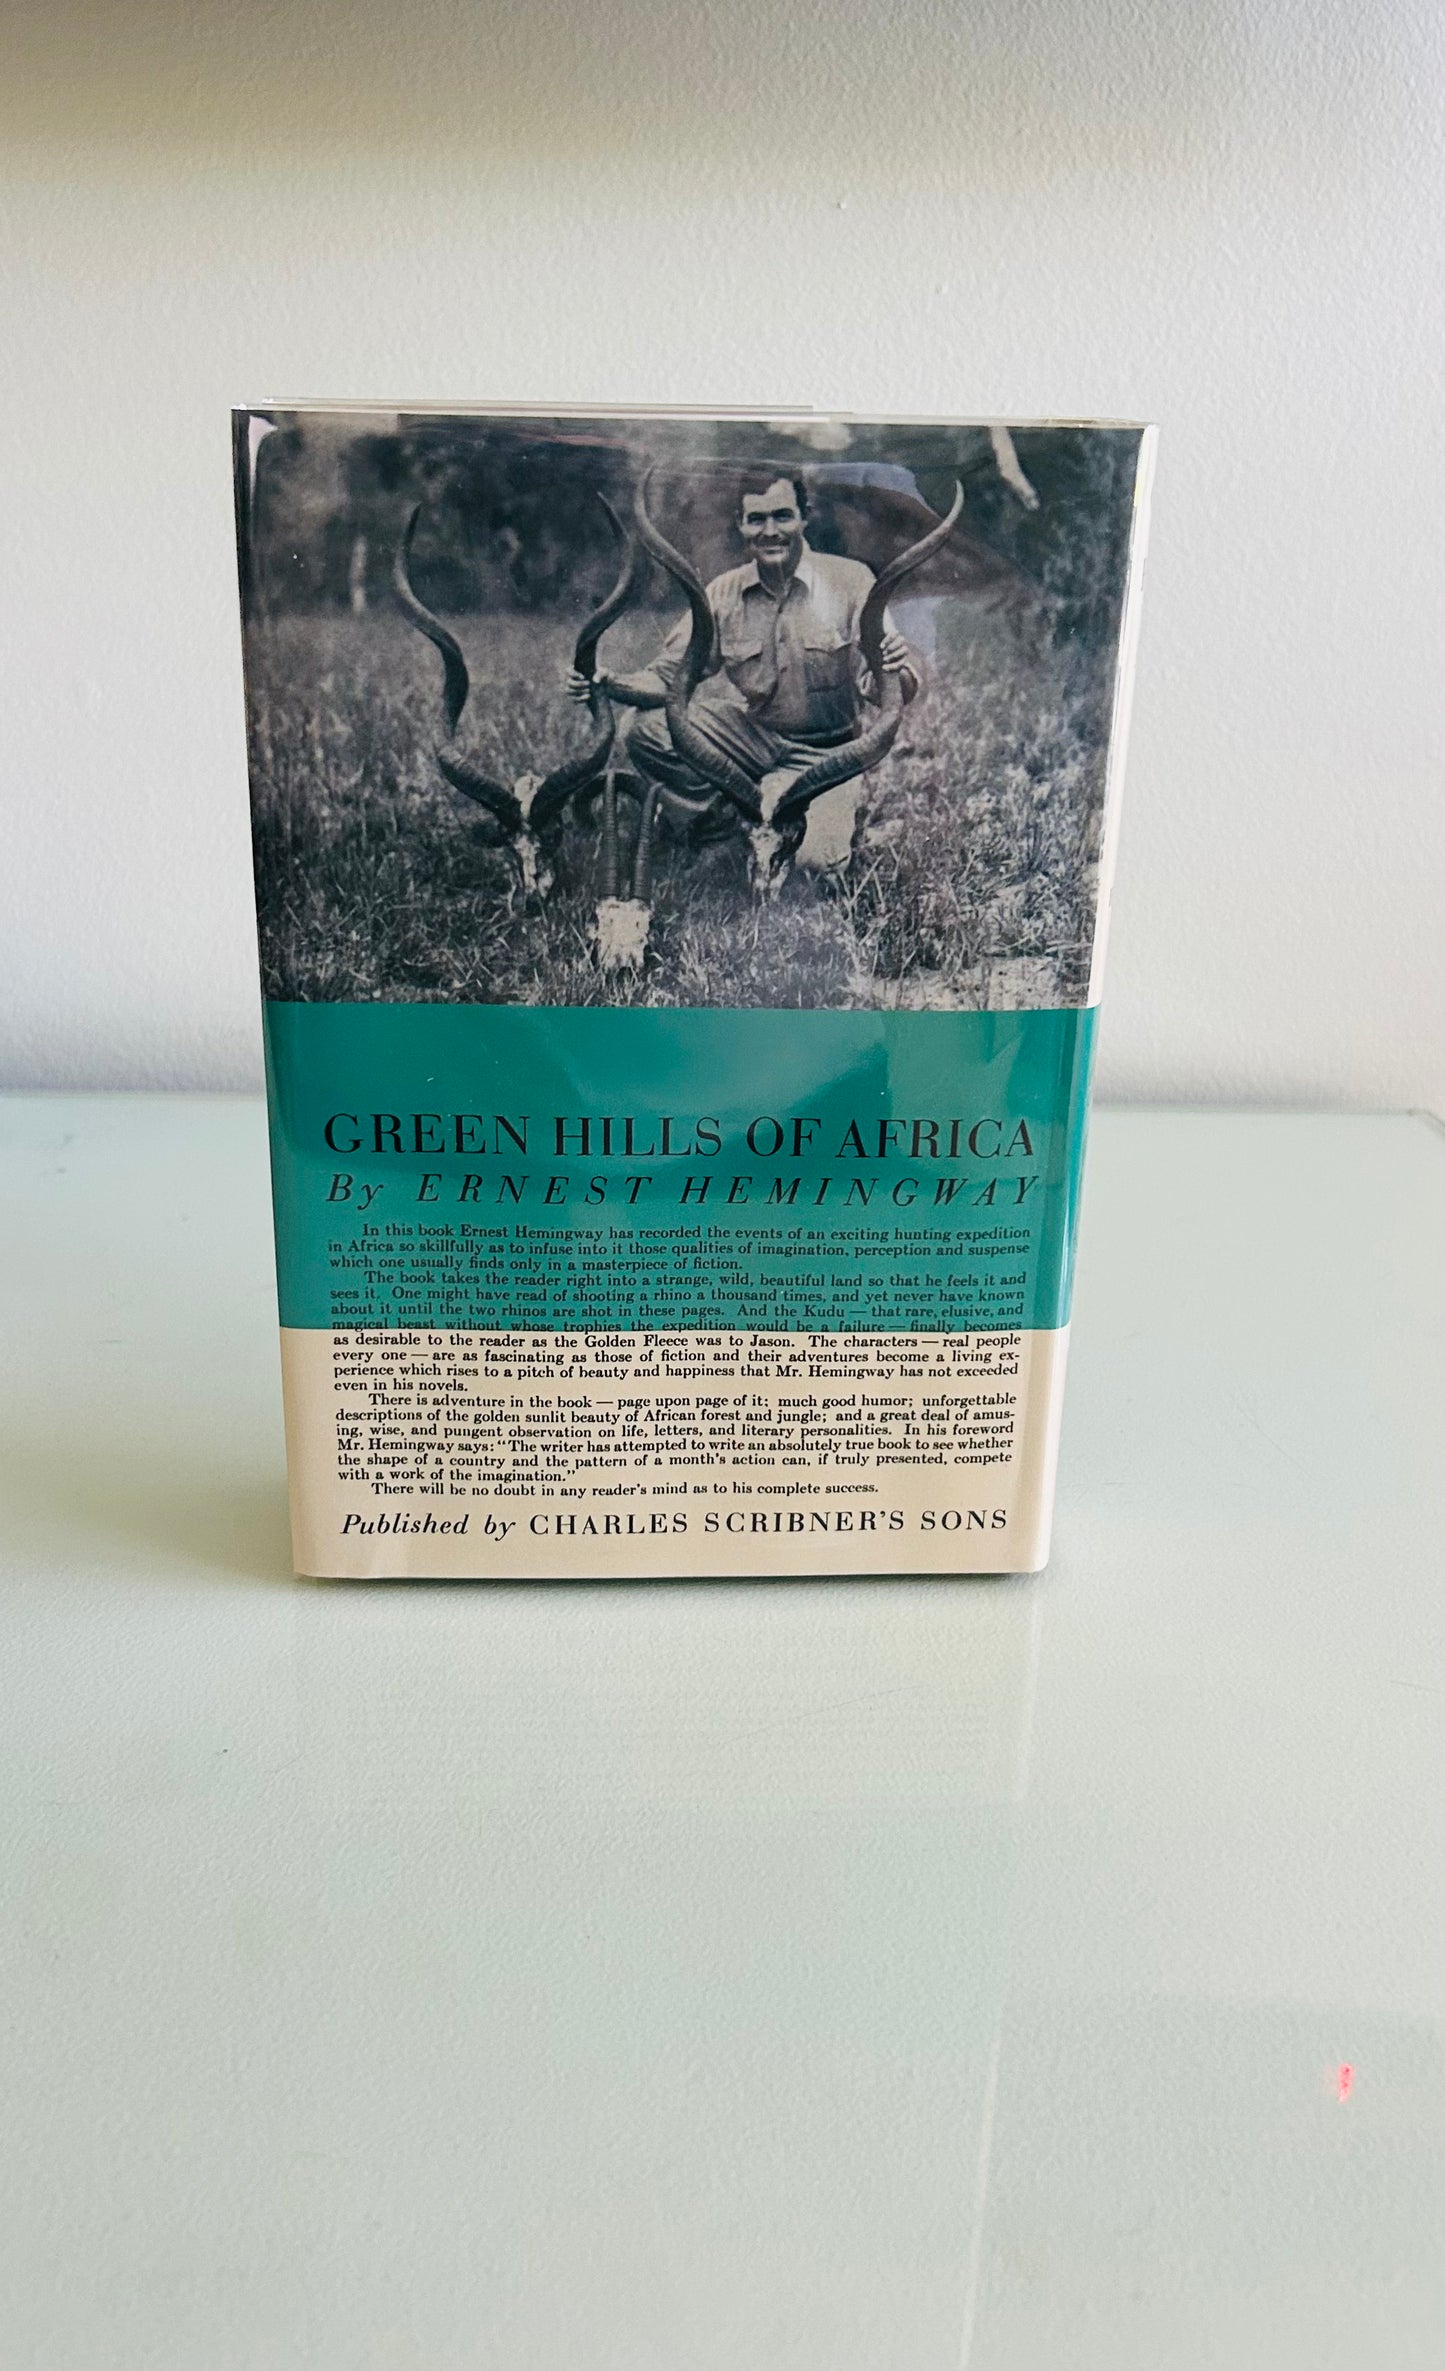 GREEN HILLS OF AFRICA
By ERNEST HEMINGWAY
In this book Ernest Hemingway has recorded the events of an exciting hunting expedition
in Africa so skillfully as to infuse into it those qualities of imagination, perception and suspense
which one usually finds only in a masterpiece of fiction.
The book takes the reader right into a strange, wild, beautiful land so that he feels it and
sees it. One might have read of shooting a rhino a thousand times, and yet never have known
about it until the two rhinos are shot in these pages. And the Kudu — that rare, elusive, and
magical beast without whose trophies the expedition would be a failure — finally becomes
as desirable to the reader as the Golden Fleece was to Jason. The characters — real people
every one — are as fascinating as those of fiction and their adventures become a living ex-
perience which rises to a pitch of beauty and happiness that Mr. Hemingway has not exceeded
even in his novels.
There is adventure in the book — page upon page of it; much good humor; unforgettable
descriptions of the golden sunlit beauty of African forest and jungle; and a great deal of amus-
ing, wise, and pungent observation on life, letters, and literary personalities. In his foreword
Mr. Hemingway says: "The writer has attempted to write an absolutely true book to see whether
the shape of a country and the pattern of a month's action can, if truly presented, compete
with a work of the imagination."
There will be no doubt in any reader's mind as to his complete success.
Published by CHARLES SCRIBNER'S SONS